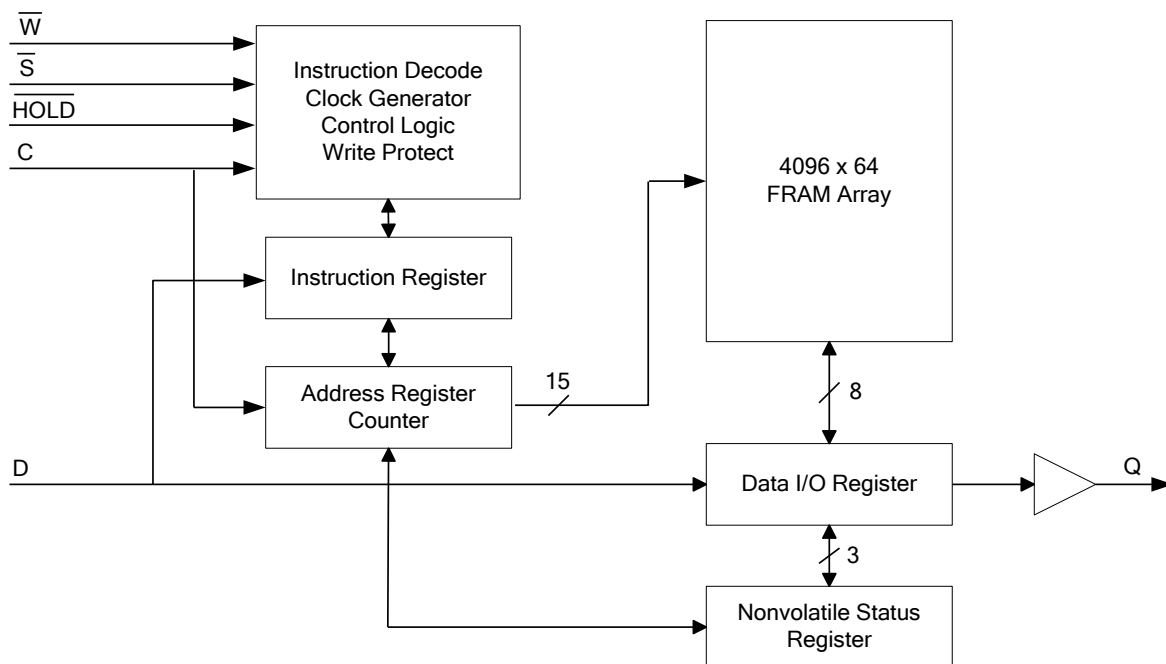 W̅
S̅
H̅O̅L̅D̅
C
Instruction Decode
Clock Generator
Control Logic
Write Protect
4096 x 64
FRAM Array
Instruction Register
Address Register
Counter
15
8
D
Data I/O Register
Q
3
Nonvolatile Status
Register